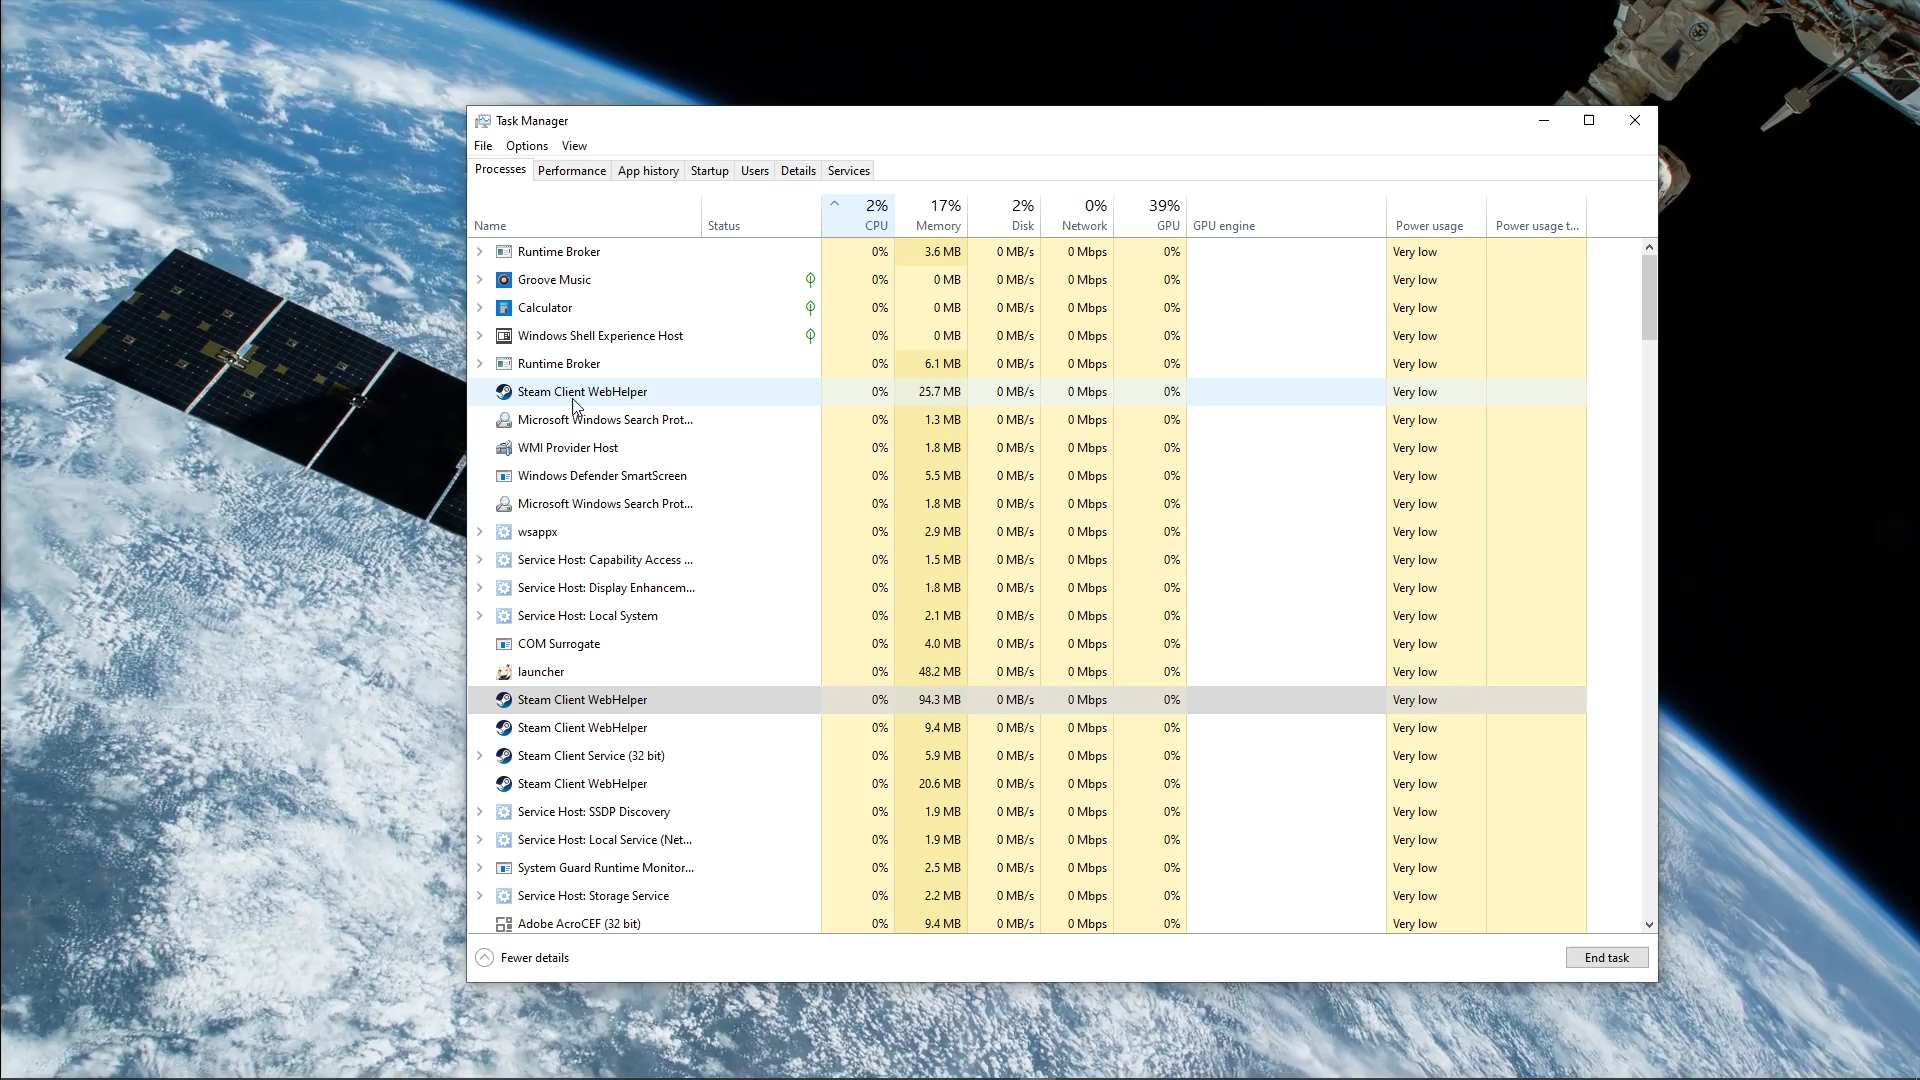 Task Manager
File Options View
Processes Performance App history Startup Users Details Services
2% 17% 2% 0% 39%
Name Status CPU Memory Disk Network GPU GPU engine Power usage Power usage t...
Runtime Broker 0% 3.6 MB 0 MB/s 0 Mbps 0% Very low
Groove Music 0% 0 MB 0 MB/s 0 Mbps 0% Very low
Calculator 0% 0 MB 0 MB/s 0 Mbps 0% Very low
Windows Shell Experience Host 0% 0 MB 0 MB/s 0 Mbps 0% Very low
Runtime Broker 0% 6.1 MB 0 MB/s 0 Mbps 0% Very low
Steam Client WebHelper 0% 25.7 MB 0 MB/s 0 Mbps 0% Very low
Microsoft Windows Search Prot... 0% 1.3 MB 0 MB/s 0 Mbps 0% Very low
WMI Provider Host 0% 1.8 MB 0 MB/s 0 Mbps 0% Very low
Windows Defender SmartScreen 0% 5.5 MB 0 MB/s 0 Mbps 0% Very low
Microsoft Windows Search Prot... 0% 1.8 MB 0 MB/s 0 Mbps 0% Very low
wsappx 0% 2.9 MB 0 MB/s 0 Mbps 0% Very low
Service Host: Capability Access ... 0% 1.5 MB 0 MB/s 0 Mbps 0% Very low
Service Host: Display Enhancem... 0% 1.8 MB 0 MB/s 0 Mbps 0% Very low
Service Host: Local System 0% 2.1 MB 0 MB/s 0 Mbps 0% Very low
COM Surrogate 0% 4.0 MB 0 MB/s 0 Mbps 0% Very low
launcher 0% 48.2 MB 0 MB/s 0 Mbps 0% Very low
Steam Client WebHelper 0% 94.3 MB 0 MB/s 0 Mbps 0% Very low
Steam Client WebHelper 0% 9.4 MB 0 MB/s 0 Mbps 0% Very low
Steam Client Service (32 bit) 0% 5.9 MB 0 MB/s 0 Mbps 0% Very low
Steam Client WebHelper 0% 20.6 MB 0 MB/s 0 Mbps 0% Very low
Service Host: SSDP Discovery 0% 1.9 MB 0 MB/s 0 Mbps 0% Very low
Service Host: Local Service (Net... 0% 1.9 MB 0 MB/s 0 Mbps 0% Very low
System Guard Runtime Monitor... 0% 2.5 MB 0 MB/s 0 Mbps 0% Very low
Service Host: Storage Service 0% 2.2 MB 0 MB/s 0 Mbps 0% Very low
Adobe AcroCEF (32 bit) 0% 9.4 MB 0 MB/s 0 Mbps 0% Very low
Fewer details End task